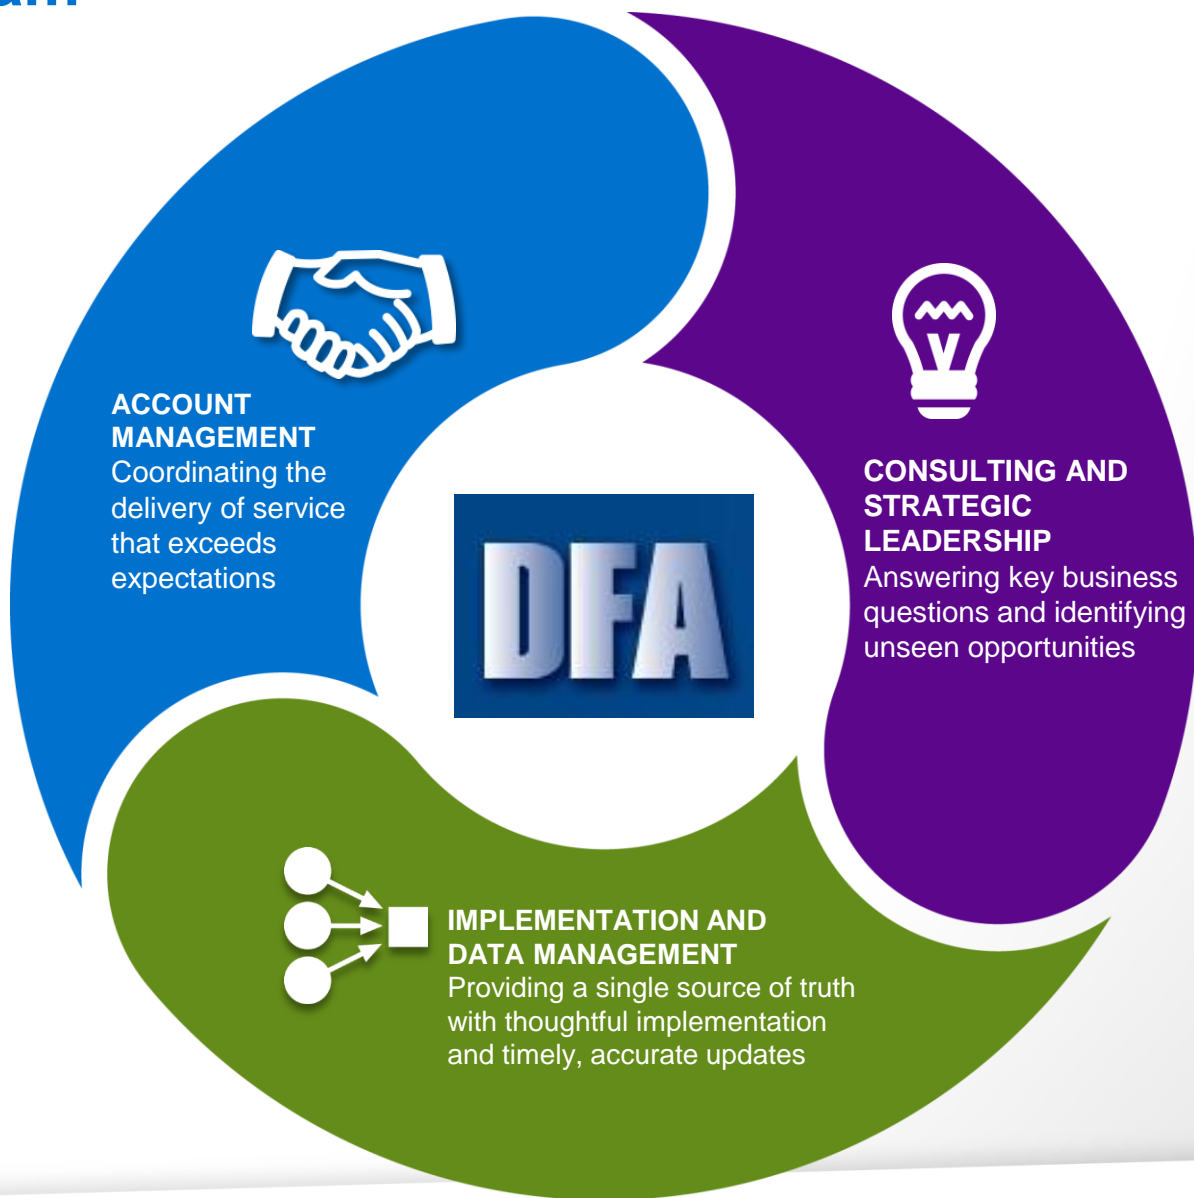 ACCOUNT
MANAGEMENT
Coordinating the
delivery of service
that exceeds
expectations
CONSULTING AND
STRATEGIC
LEADERSHIP
Answering key business
questions and identifying
unseen opportunities
DFA
IMPLEMENTATION AND
DATA MANAGEMENT
Providing a single source of truth
with thoughtful implementation
and timely, accurate updates